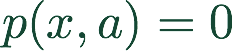 p(x, a) = 0